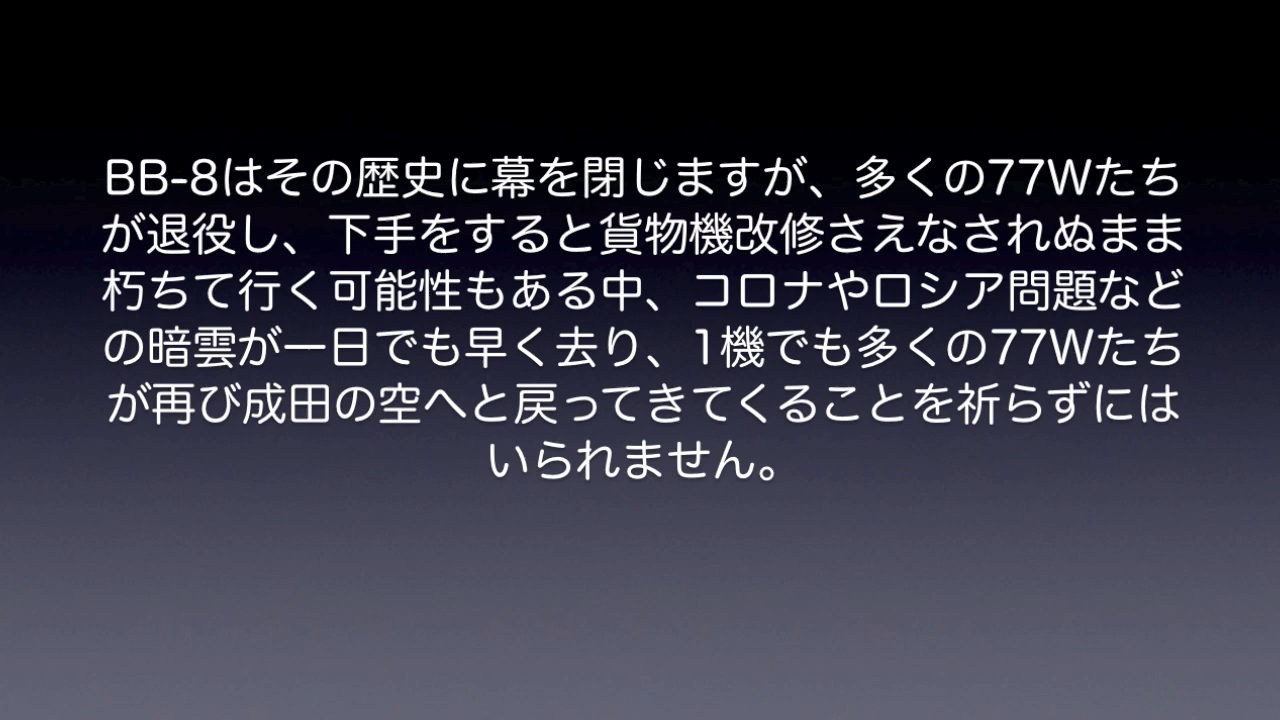 BB-8はその歴史に幕を閉じますが、多くの77Wたち
が退役し、下手をすると貨物機改修さえなされぬまま
朽ちて行く可能性もある中、コロナやロシア問題など
の暗雲が一日でも早く去り、1機でも多くの77Wたち
が再び成田の空へと戻ってきてくることを祈らずには
いられません。